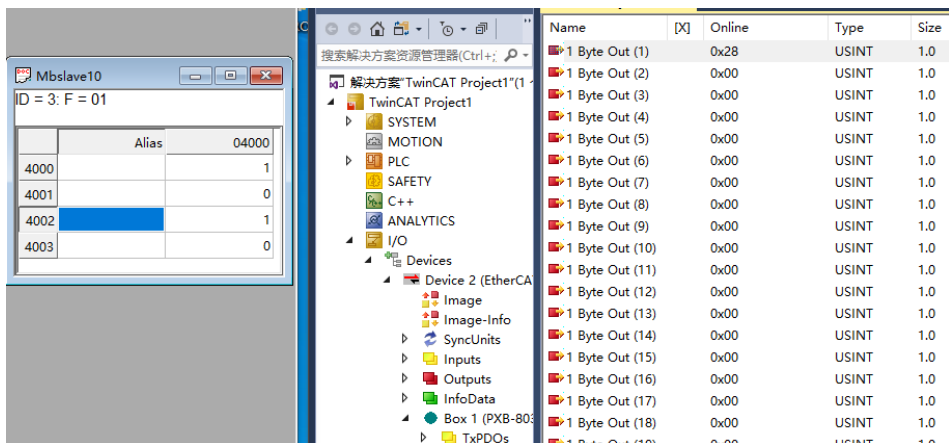 Mbslave10
ID = 3: F = 01
Alias 04000
4000 1
4001 0
4002 1
4003 0
搜索解决方案资源管理器(Ctrl+;
解决方案"TwinCAT Project1"(1
TwinCAT Project1
SYSTEM
MOTION
PLC
SAFETY
C++
ANALYTICS
I/O
Devices
Device 2 (EtherCA
Image
Image-Info
SyncUnits
Inputs
Outputs
InfoData
Box 1 (PXB-803
TxPDOs
Name [X] Online Type Size
1 Byte Out (1) 0x28 USINT 1.0
1 Byte Out (2) 0x00 USINT 1.0
1 Byte Out (3) 0x00 USINT 1.0
1 Byte Out (4) 0x00 USINT 1.0
1 Byte Out (5) 0x00 USINT 1.0
1 Byte Out (6) 0x00 USINT 1.0
1 Byte Out (7) 0x00 USINT 1.0
1 Byte Out (8) 0x00 USINT 1.0
1 Byte Out (9) 0x00 USINT 1.0
1 Byte Out (10) 0x00 USINT 1.0
1 Byte Out (11) 0x00 USINT 1.0
1 Byte Out (12) 0x00 USINT 1.0
1 Byte Out (13) 0x00 USINT 1.0
1 Byte Out (14) 0x00 USINT 1.0
1 Byte Out (15) 0x00 USINT 1.0
1 Byte Out (16) 0x00 USINT 1.0
1 Byte Out (17) 0x00 USINT 1.0
1 Byte Out (18) 0x00 USINT 1.0